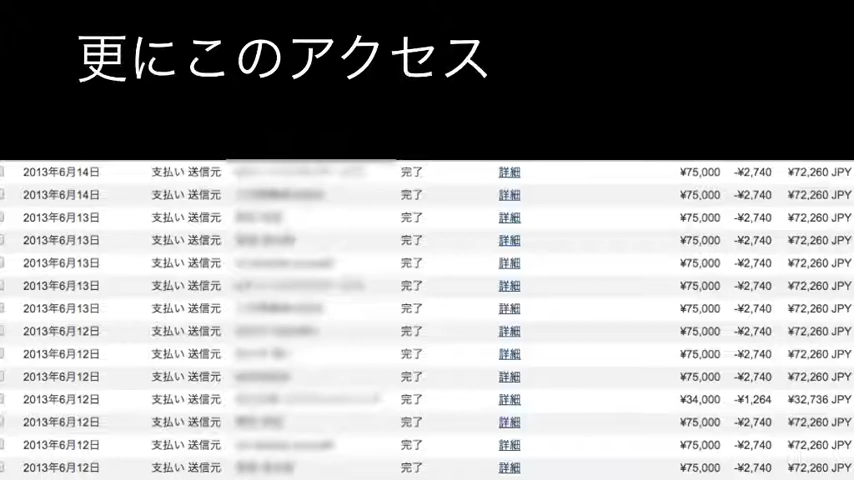 更にこのアクセス
2013年6月14日 支払い 送信元 完了 詳細 ¥75,000 -¥2,740 ¥72,260 JPY
2013年6月14日 支払い 送信元 完了 詳細 ¥75,000 -¥2,740 ¥72,260 JPY
2013年6月13日 支払い 送信元 完了 詳細 ¥75,000 -¥2,740 ¥72,260 JPY
2013年6月13日 支払い 送信元 完了 詳細 ¥75,000 -¥2,740 ¥72,260 JPY
2013年6月13日 支払い 送信元 完了 詳細 ¥75,000 -¥2,740 ¥72,260 JPY
2013年6月13日 支払い 送信元 完了 詳細 ¥75,000 -¥2,740 ¥72,260 JPY
2013年6月13日 支払い 送信元 完了 詳細 ¥75,000 -¥2,740 ¥72,260 JPY
2013年6月12日 支払い 送信元 完了 詳細 ¥75,000 -¥2,740 ¥72,260 JPY
2013年6月12日 支払い 送信元 完了 詳細 ¥75,000 -¥2,740 ¥72,260 JPY
2013年6月12日 支払い 送信元 完了 詳細 ¥75,000 -¥2,740 ¥72,260 JPY
2013年6月12日 支払い 送信元 完了 詳細 ¥34,000 -¥1,264 ¥32,736 JPY
2013年6月12日 支払い 送信元 完了 詳細 ¥75,000 -¥2,740 ¥72,260 JPY
2013年6月12日 支払い 送信元 完了 詳細 ¥75,000 -¥2,740 ¥72,260 JPY
2013年6月12日 支払い 送信元 完了 詳細 ¥75,000 -¥2,740 ¥72,260 JPY